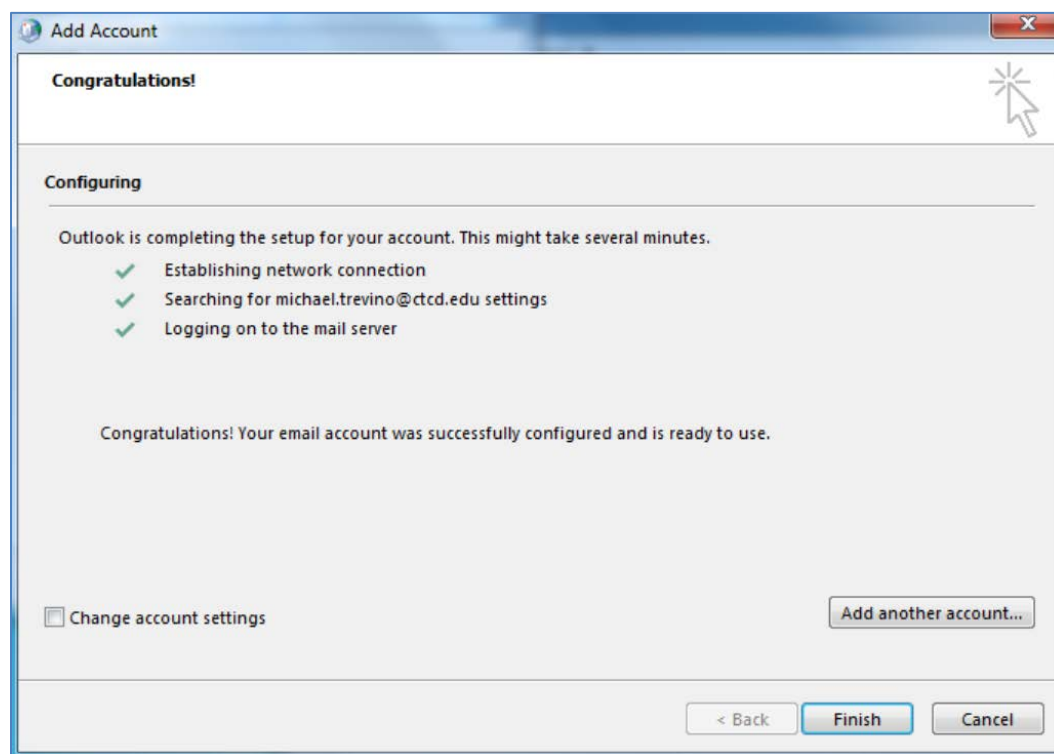 Add Account
Congratulations!
Configuring
Outlook is completing the setup for your account. This might take several minutes.
Establishing network connection
Searching for michael.trevino@ctcd.edu settings
Logging on to the mail server
Congratulations! Your email account was successfully configured and is ready to use.
Change account settings
Add another account...
< Back
Finish
Cancel